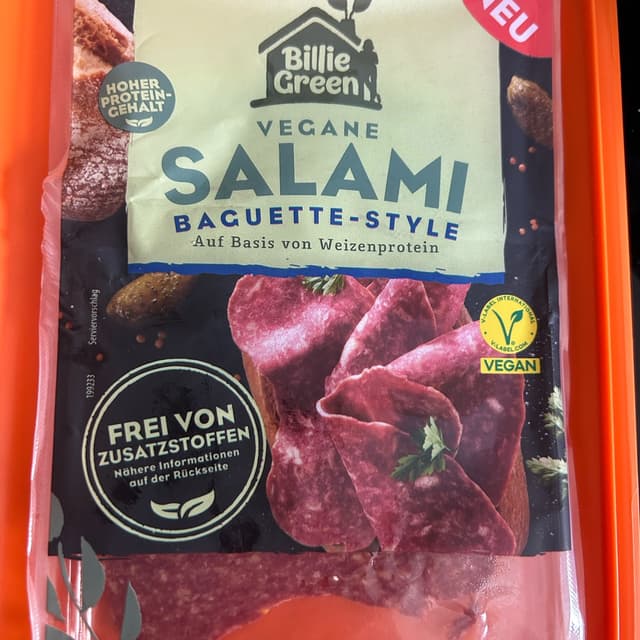 NEU
Billie
Green
HOHER
PROTEIN-
GEHALT
VEGANE
SALAMI
BAGUETTE-STYLE
Auf Basis von Weizenprotein
Serviervorschlag
199233
V-LABEL INTERNATIONAL
V-LABEL.COM
VEGAN
FREI VON
ZUSATZSTOFFEN
Nähere Informationen
auf der Rückseite